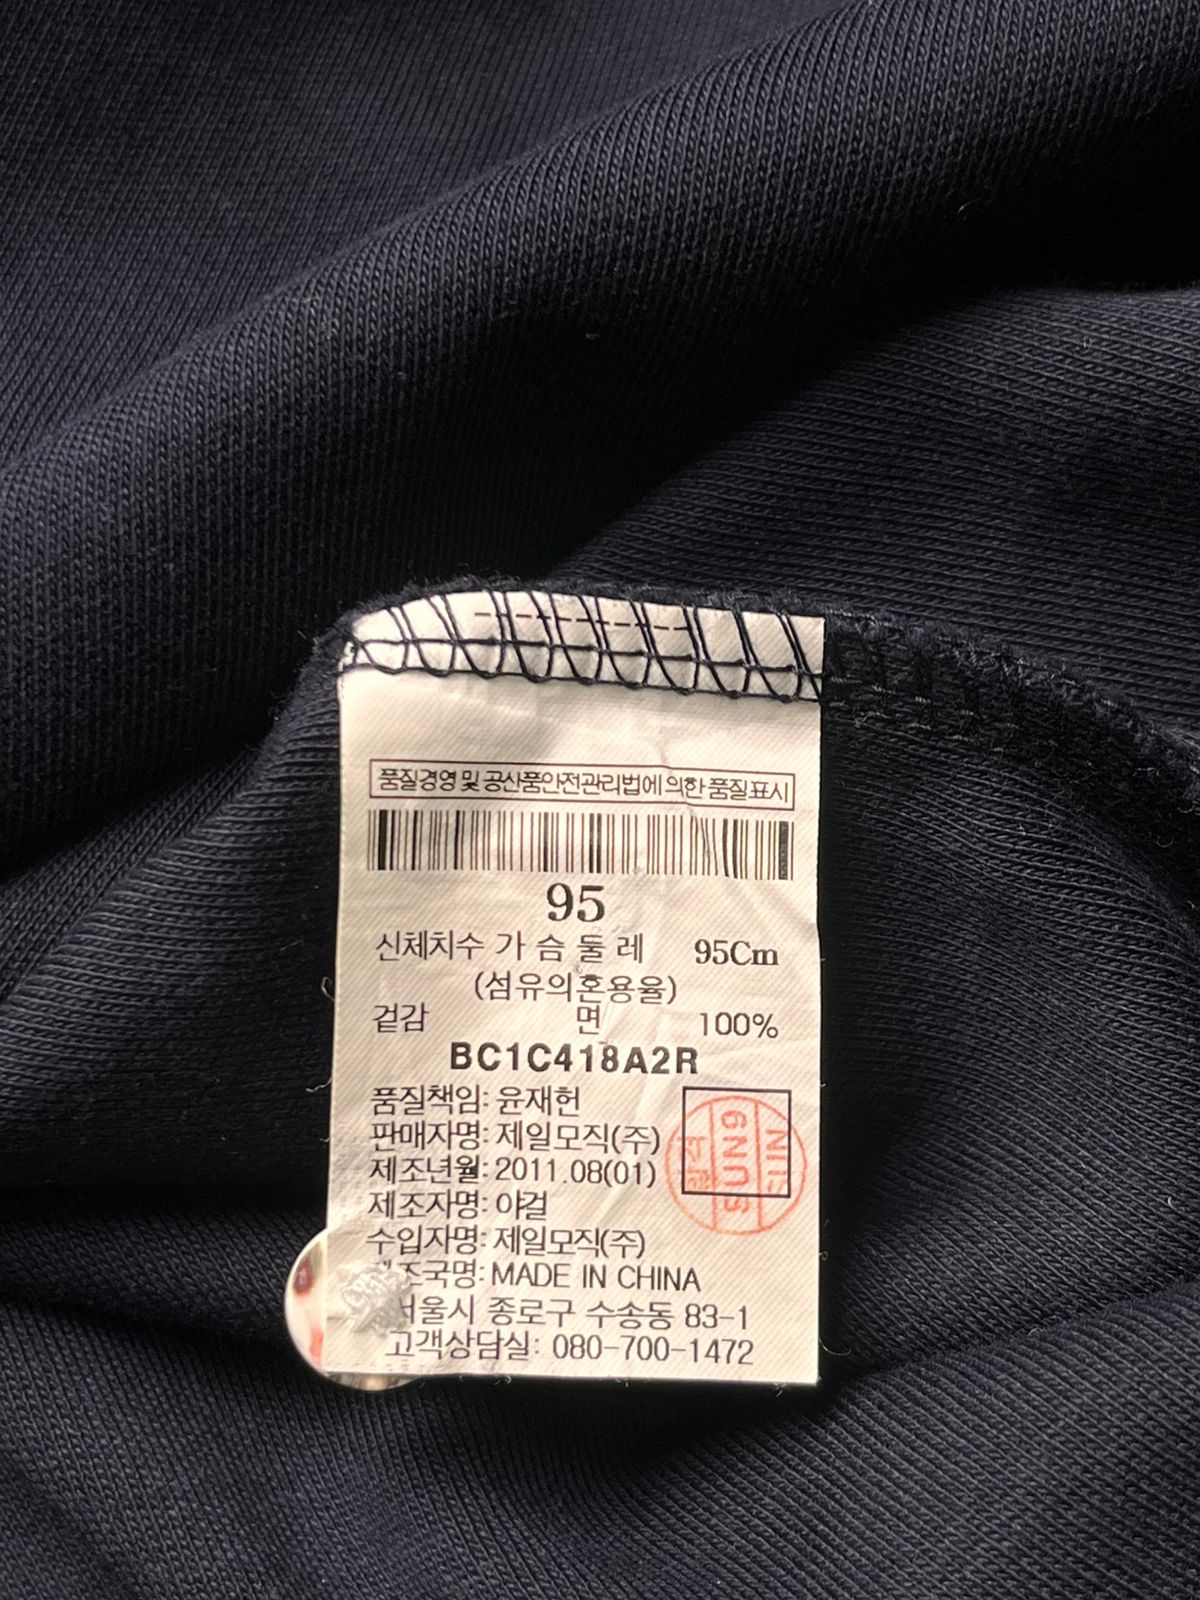 품질경영 및 공산품안전관리법에 의한 품질표시
95
신체치수 가 슴 둘 레 95Cm
(섬유의혼용율)
겉감 면 100%
BC1C418A2R
품질책임: 윤재헌
판매자명: 제일모직(주)
제조년월: 2011.08(01)
제조자명: 야걸
수입자명: 제일모직(주)
제조국명: MADE IN CHINA
서울시 종로구 수송동 83-1
고객상담실: 080-700-1472